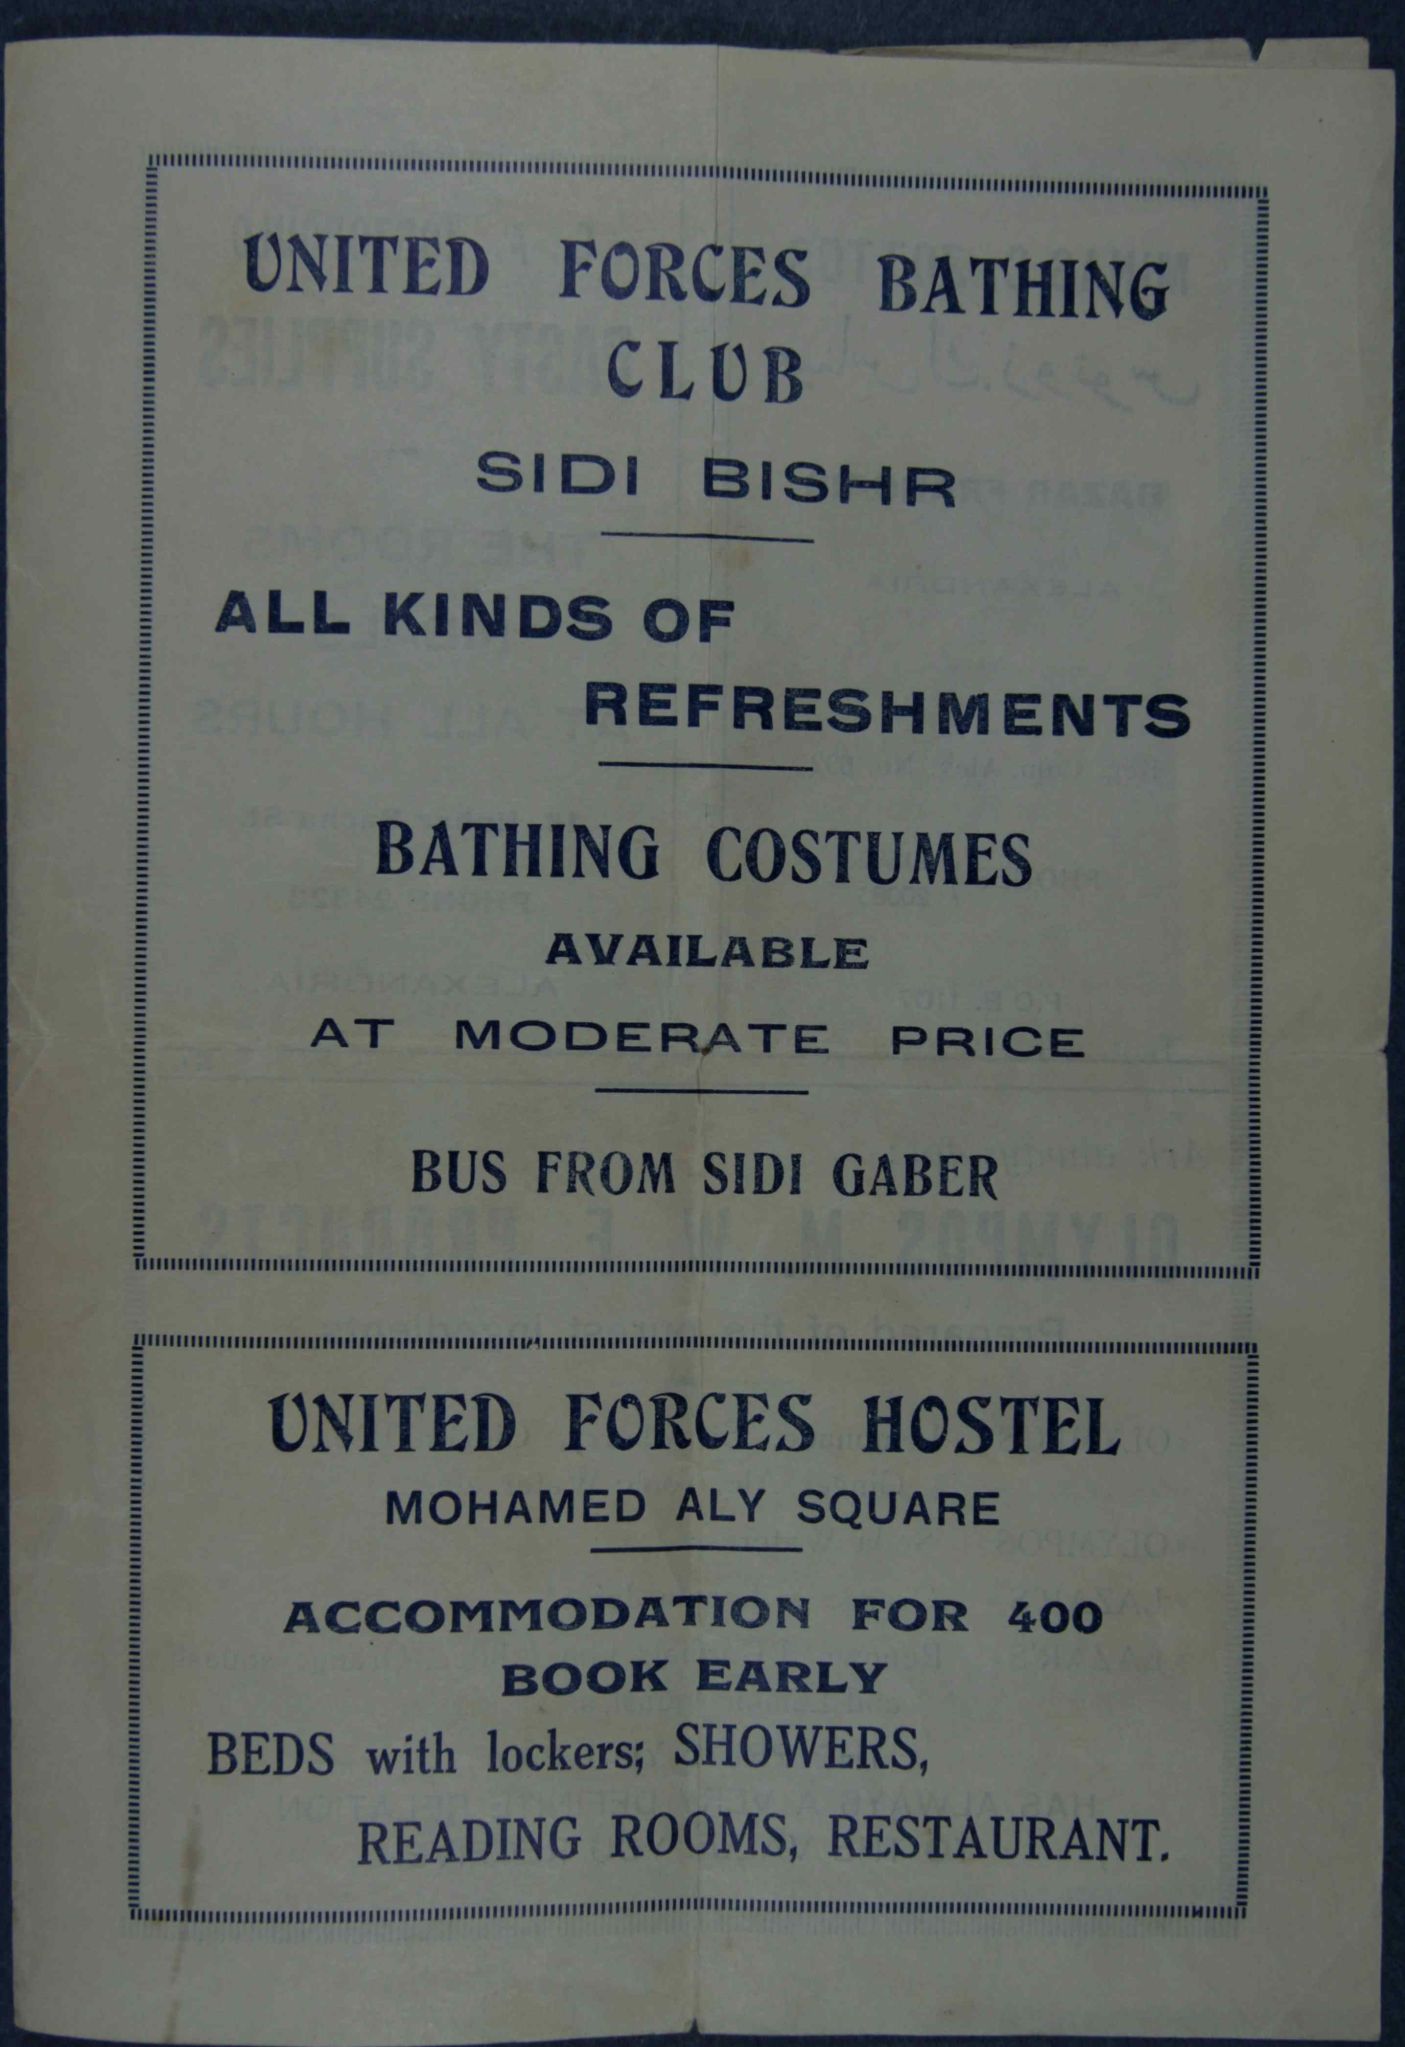 UNITED FORCES BATHING
CLUB
SIDI BISHR
ALL KINDS OF
REFRESHMENTS
BATHING COSTUMES
AVAILABLE
AT MODERATE PRICE
BUS FROM SIDI GABER
UNITED FORCES HOSTEL
MOHAMED ALY SQUARE
ACCOMMODATION FOR 400
BOOK EARLY
BEDS with lockers; SHOWERS,
READING ROOMS, RESTAURANT.